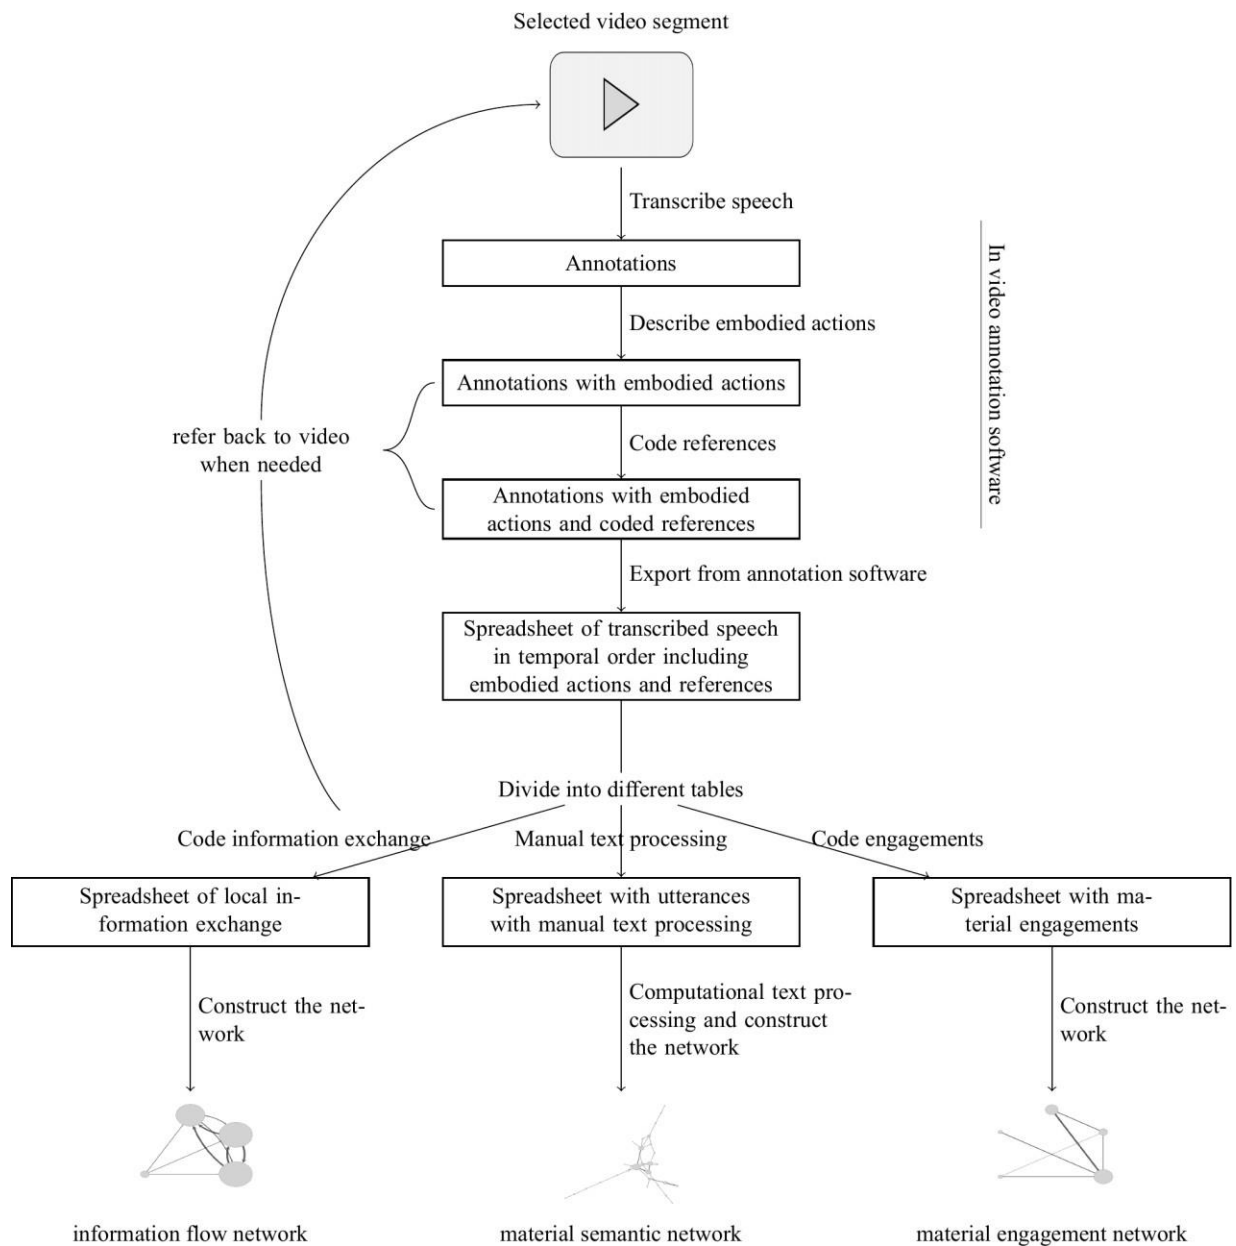 Selected video segment
Transcribe speech
Annotations
In video annotation software
Describe embodied actions
Annotations with embodied actions
refer back to video
when needed
Code references
Annotations with embodied
actions and coded references
Export from annotation software
Spreadsheet of transcribed speech
in temporal order including
embodied actions and references
Divide into different tables
Code information exchange
Manual text processing
Code engagements
Spreadsheet of local in-
formation exchange
Spreadsheet with utterances
with manual text processing
Spreadsheet with ma-
terial engagements
Construct the net-
work
Computational text pro-
cessing and construct
the network
Construct the net-
work
information flow network
material semantic network
material engagement network